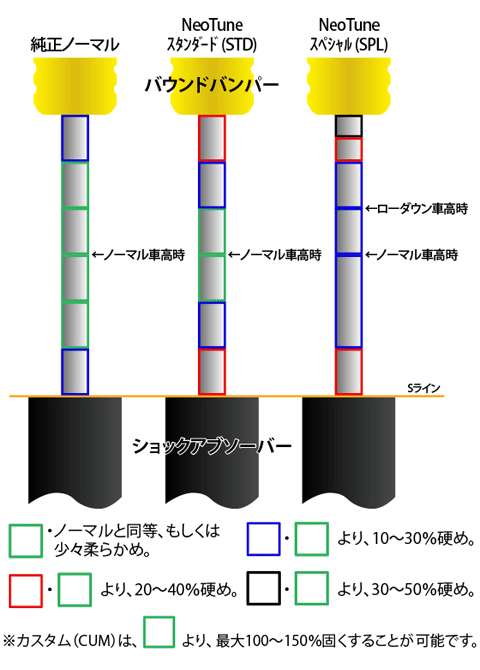 純正ノーマル
NeoTune
ｽﾀﾝﾀﾞｰﾄﾞ(STD)
NeoTune
ｽﾍﾟｼｬﾙ(SPL)
バウンドバンパー
←ローダウン車高時
←ノーマル車高時
←ノーマル車高時
←ノーマル車高時
Sライン
ショックアブソーバー
・ノーマルと同等、もしくは
少々柔らかめ。
・ より、10〜30%硬め。
・ より、20〜40%硬め。
・ より、30〜50%硬め。
※カスタム(CUM)は、 より、最大100〜150%固くすることが可能です。